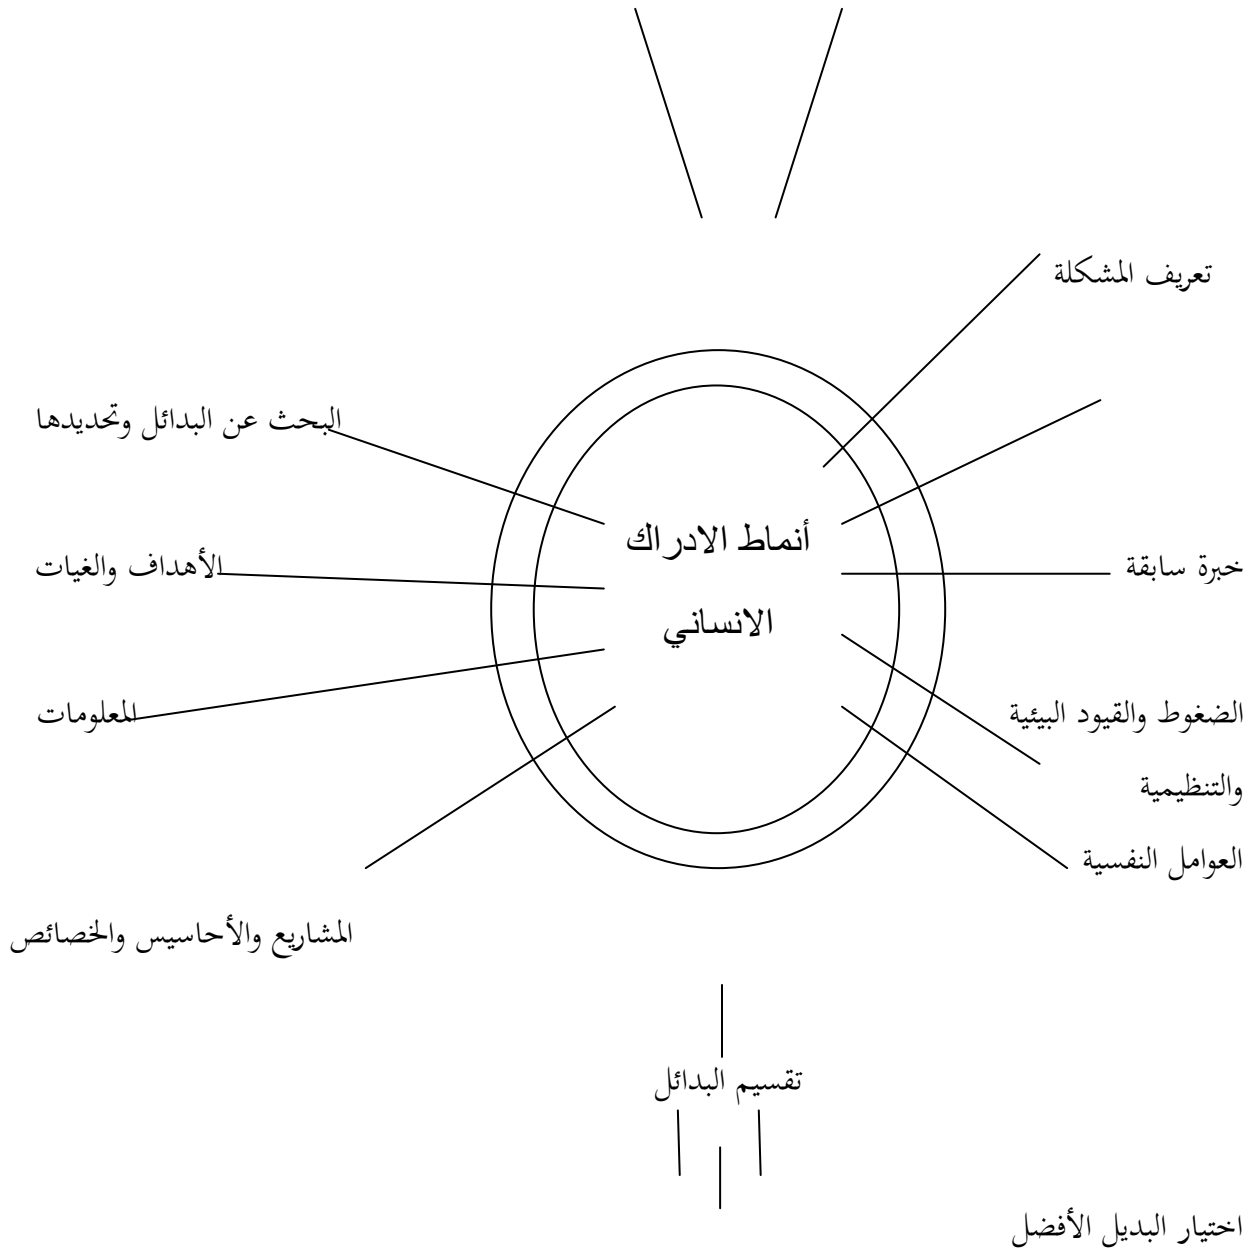 تعريف المشكلة
البحث عن البدائل وتحديدها
أنماط الادراك
الانساني
خبرة سابقة
الأهداف والغيات
الضغوط والقيود البيئية
المعلومات
والتنظيمية
العوامل النفسية
المشاريع والأحاسيس والخصائص
تقسيم البدائل
اختيار البديل الأفضل